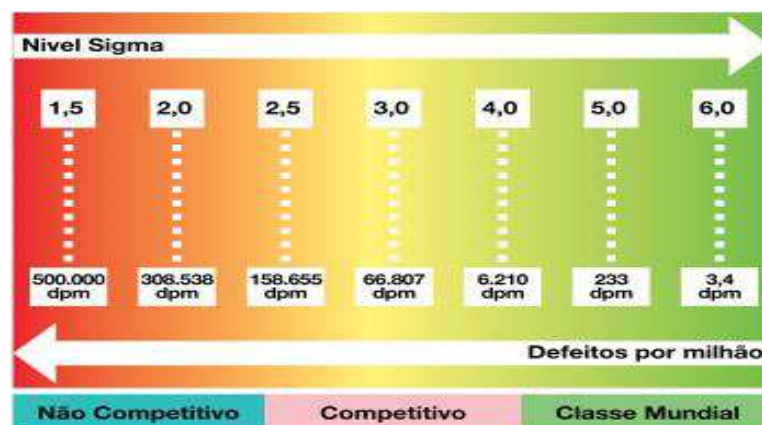 Nivel Sigma
1,5 2,0 2,5 3,0 4,0 5,0 6,0
500.000 308.538 158.655 66.807 6.210 233 3,4
dpm dpm dpm dpm dpm dpm dpm
Defeitos por milhão
Não Competitivo Competitivo Classe Mundial